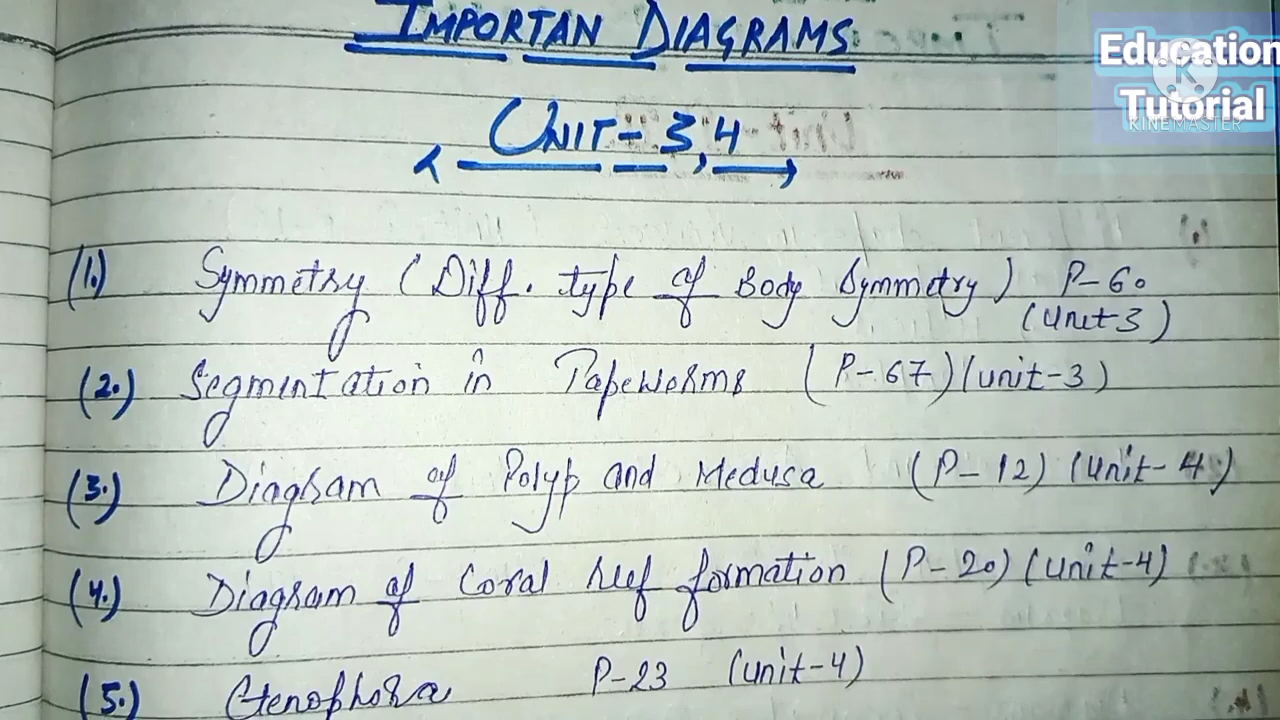 IMPORTAN DIAGRAMS
Education
Tutorial
KINEMASTER
UNIT - 3,4
(1.) Symmetry (Diff. type of Body Symmetry) P-60
(Unit 3)
(2.) Segmintation in Tapeworms (P-67) (unit-3)
(3.) Diagram of Polyp and Medusa (P-12) (Unit-4)
(4.) Diagram of Coral reef formation (P-20) (Unit-4)
(5.) Ctenophora P-23 (unit-4)